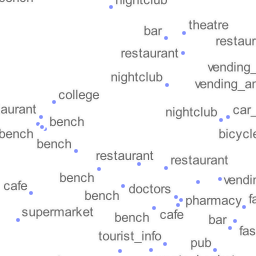 nightclub
bar
theatre
restaurant
restaur
nightclub
vending_
vending_an
college
aurant
bench
bench
nightclub
car_
bicycle
bench
restaurant
restaurant
bench
cafe
bench
doctors
vendin
pharmacy
fa
supermarket
bench
cafe
bar
fas
tourist_info
pub